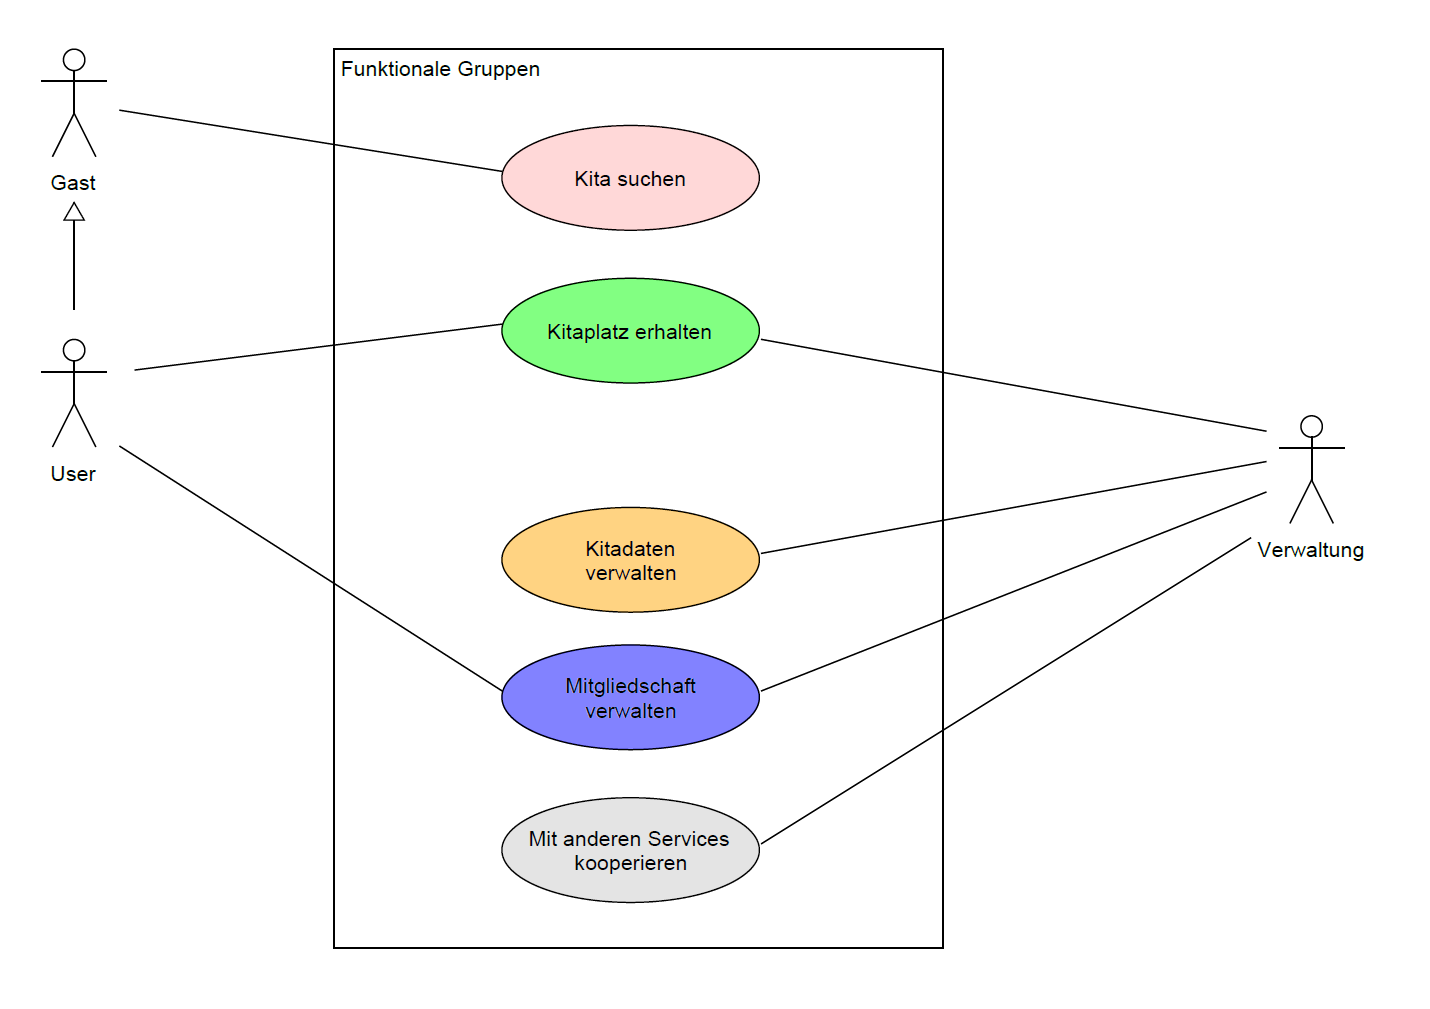 Funktionale Gruppen
Gast
Kita suchen
Kitaplatz erhalten
User
Verwaltung
Kitadaten
verwalten
Mitgliedschaft
verwalten
Mit anderen Services
kooperieren